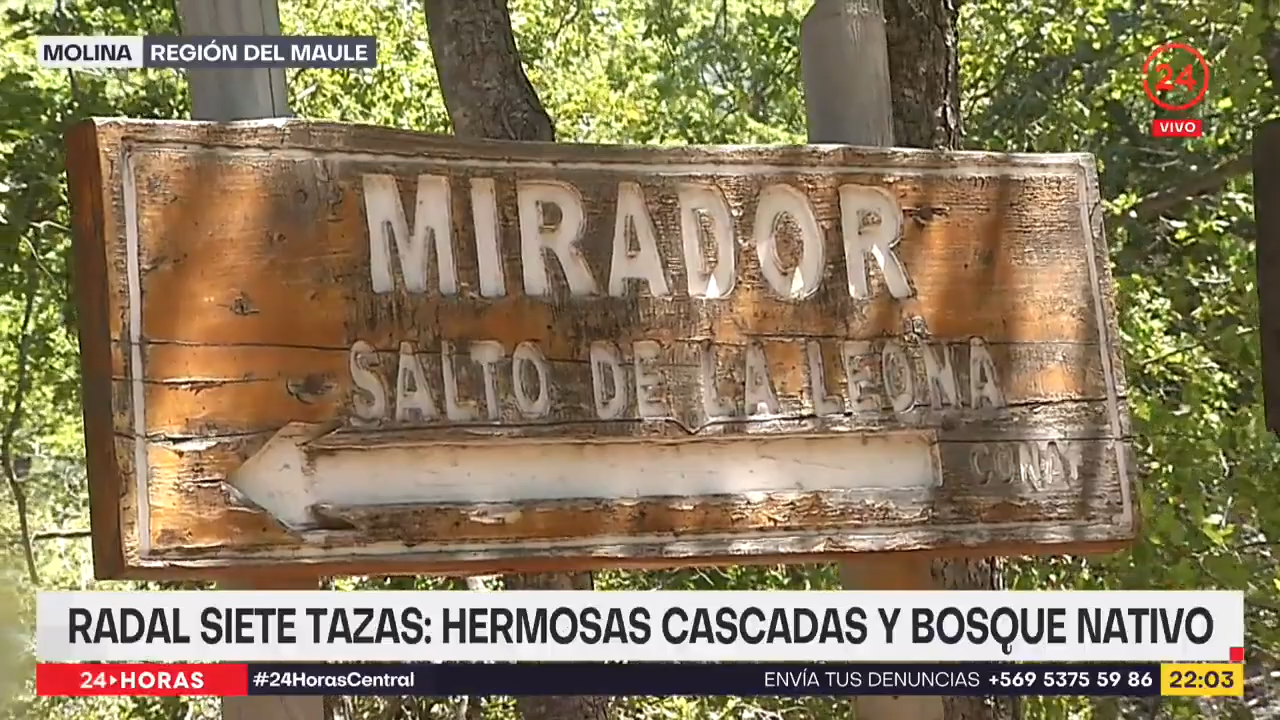 MOLINA REGIÓN DEL MAULE
24
VIVO
MIRADOR
SALTO DE LA LEONA
CONAF
RADAL SIETE TAZAS: HERMOSAS CASCADAS Y BOSQUE NATIVO
24 HORAS #24HorasCentral ENVÍA TUS DENUNCIAS +569 5375 59 86 22:03